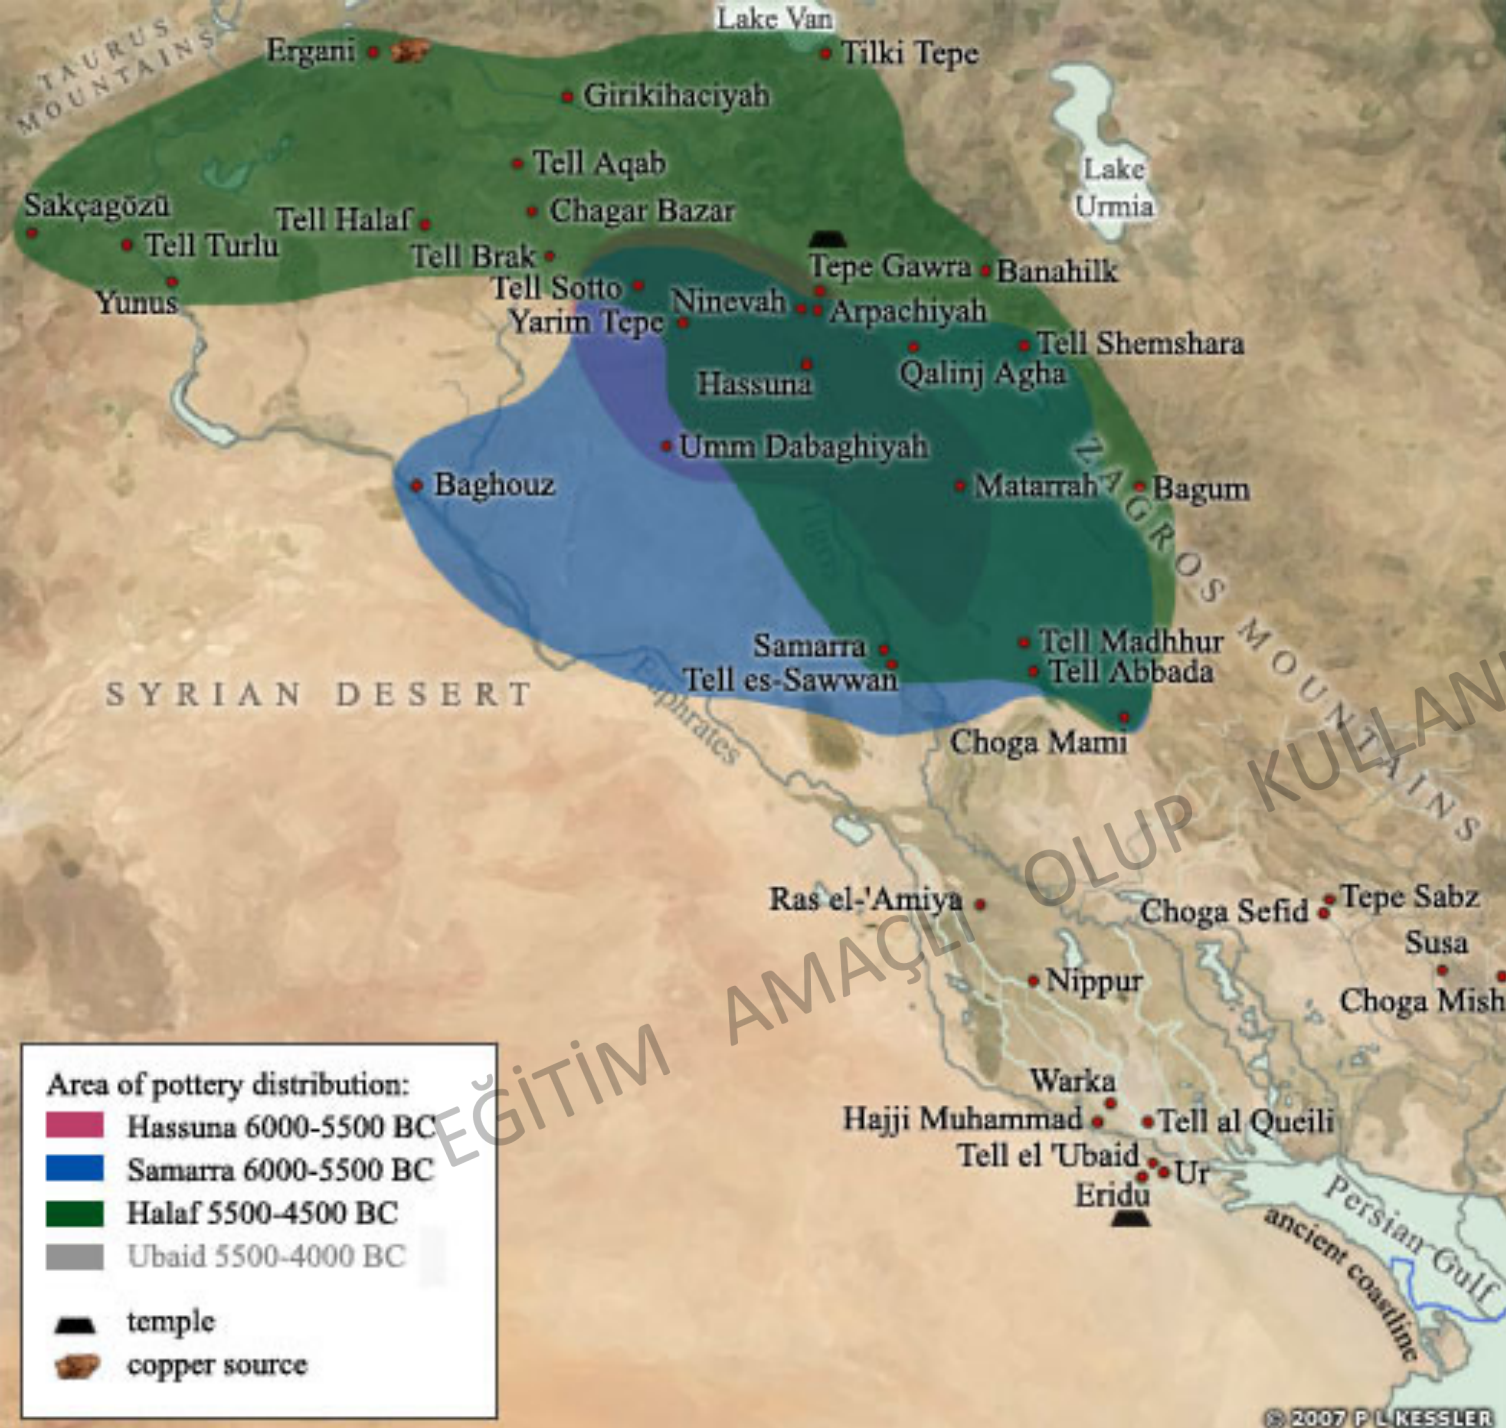 Lake Van
TAURUS
MOUNTAINS
Ergani
Tilki Tepe
Girikihaciyah
Tell Aqab
Lake
Urmia
Sakçagözü
Chagar Bazar
Tell Halaf
Tell Turlu
Tell Brak
Tepe Gawra
Banahilk
Tell Sotto
Yunus
Ninevah
Arpachiyah
Yarim Tepe
Tell Shemshara
Qalinj Agha
Hassuna
Umm Dabaghiyah
Baghouz
Matarrah
Bagum
ZAGROS MOUNTAINS
Tigris
Samarra
Tell Madhhur
Tell es-Sawwan
Tell Abbada
SYRIAN DESERT
Euphrates
Choga Mami
EĞİTİM AMAÇLI OLUP KULLANI
Ras el-'Amiya
Tepe Sabz
Choga Sefid
Susa
Nippur
Choga Mish
Warka
Hajji Muhammad
Tell al Queili
Tell el 'Ubaid
Ur
Eridu
Persian Gulf
ancient coastline
Area of pottery distribution:
Hassuna 6000-5500 BC
Samarra 6000-5500 BC
Halaf 5500-4500 BC
Ubaid 5500-4000 BC
temple
copper source
© 2007 P L KESSLER